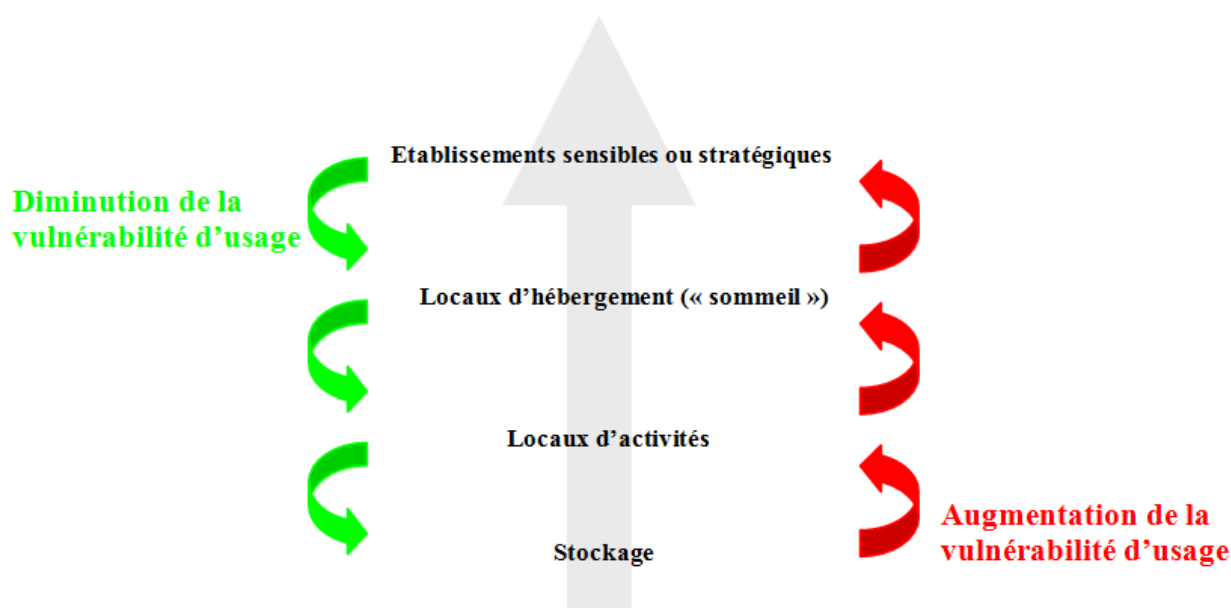 Etablissements sensibles ou stratégiques
Diminution de la
vulnérabilité d’usage
Locaux d’hébergement (« sommeil »)
Locaux d’activités
Augmentation de la
vulnérabilité d’usage
Stockage